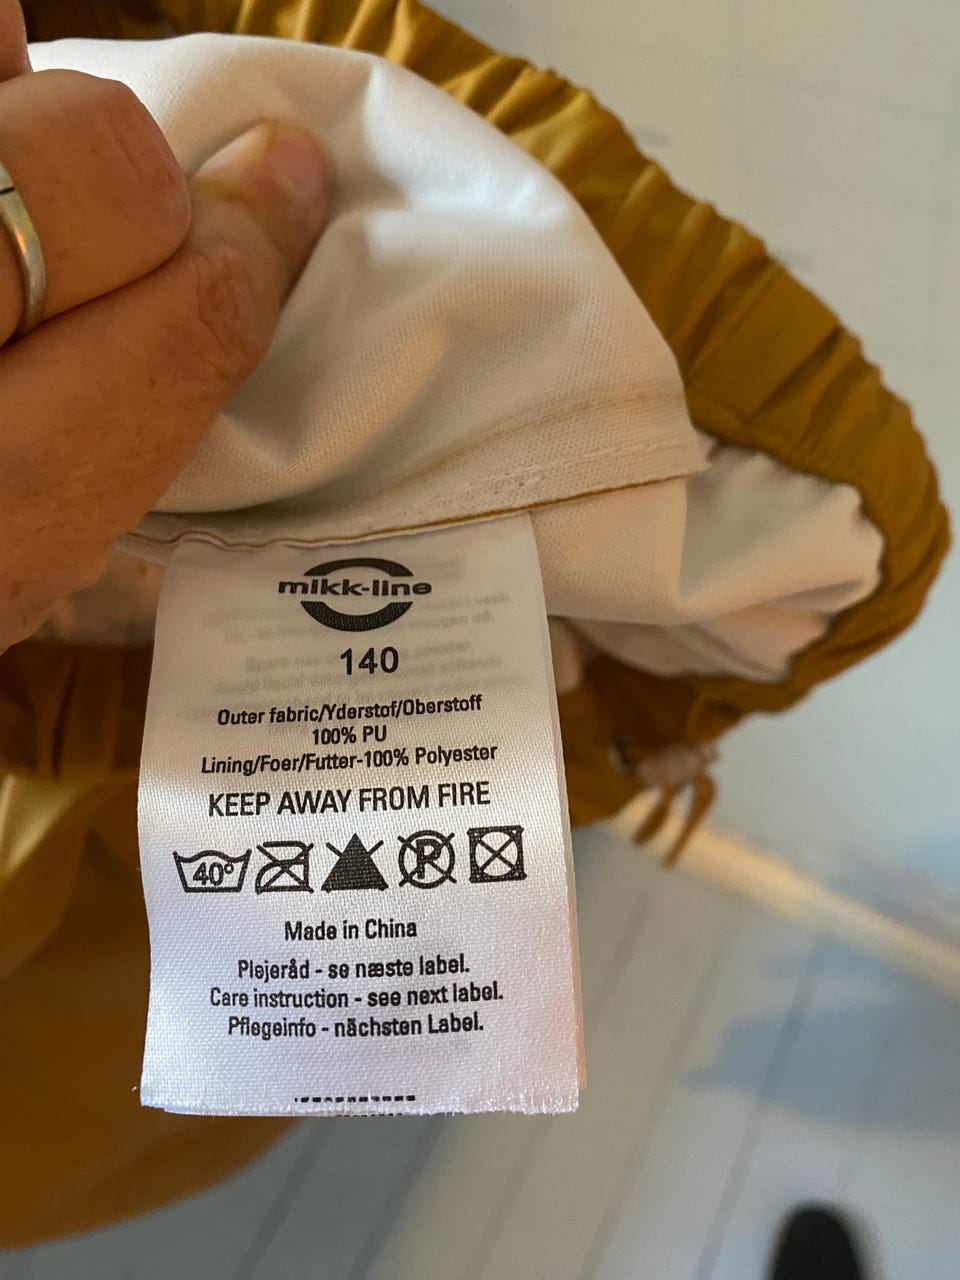 mikk-line
140
Outer fabric/Yderstof/Oberstoff
100% PU
Lining/Foer/Futter-100% Polyester
KEEP AWAY FROM FIRE
40° P
Made in China
Plejeråd - se næste label.
Care instruction - see next label.
Pflegeinfo - nächsten Label.